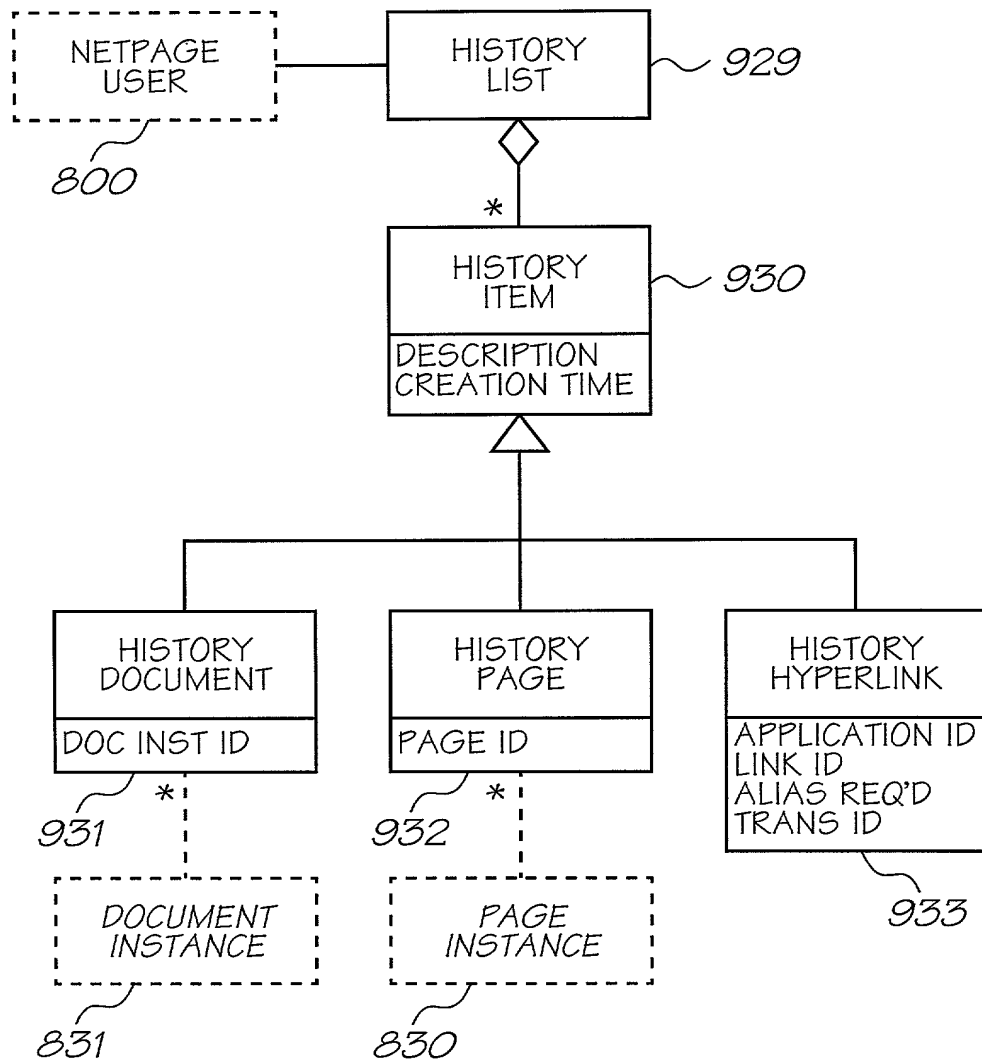 NETPAGE
USER
800
HISTORY
LIST
929
*
HISTORY
ITEM
930
DESCRIPTION
CREATION TIME
HISTORY
DOCUMENT
DOC INST ID
931
*
HISTORY
PAGE
PAGE ID
932
*
HISTORY
HYPERLINK
APPLICATION ID
LINK ID
ALIAS REQ'D
TRANS ID
933
DOCUMENT
INSTANCE
831
PAGE
INSTANCE
830